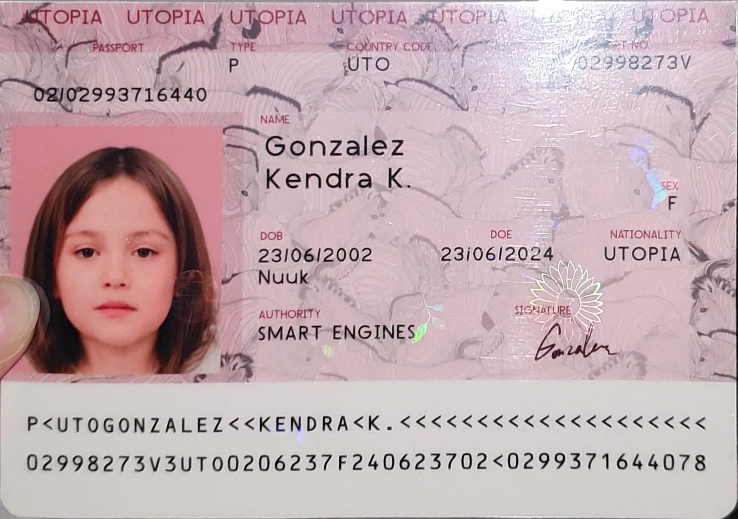 UTOPIA UTOPIA UTOPIA UTOPIA UTOPIA UTOPIA UTOPIA
PASSPORT TYPE COUNTRY CODE NO.
P UTO 02998273V
02/02993716440
NAME
Gonzalez
Kendra K.
SEX
F
DOB DOE NATIONALITY
23/06/2002 23/06/2024 UTOPIA
Nuuk
AUTHORITY SIGNATURE
SMART ENGINES
Gonzalez
P<UTOGONZALEZ<<KENDRA<K.<<<<<<<<<<<<<<<<<<<<
02998273V3UTO0206237F240623702<0299371644078